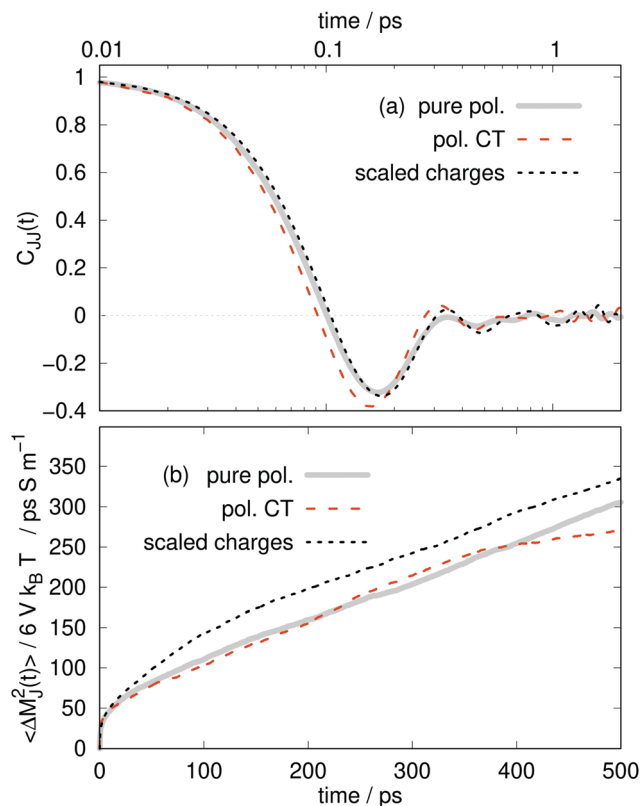 time / ps
0.01 0.1 1
1
0.8
0.6
0.4
0.2
0
−0.2
−0.4
C_JJ(t)
(a) pure pol.
pol. CT
scaled charges
350
300
250
200
150
100
50
0
<ΔM_J^2(t)> / 6 V k_B T / ps S m^−1
(b) pure pol.
pol. CT
scaled charges
0 100 200 300 400 500
time / ps